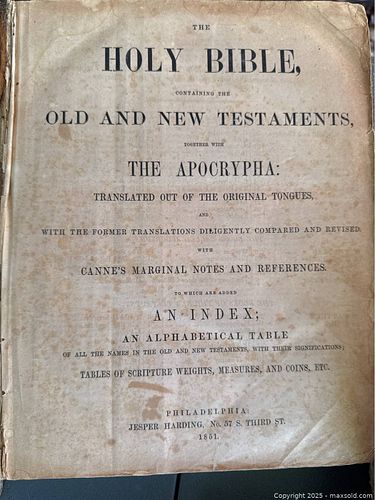 THE
HOLY BIBLE,
CONTAINING THE
OLD AND NEW TESTAMENTS,
TOGETHER WITH
THE APOCRYPHA:
TRANSLATED OUT OF THE ORIGINAL TONGUES,
AND
WITH THE FORMER TRANSLATIONS DILIGENTLY COMPARED AND REVISED
WITH
CANNE'S MARGINAL NOTES AND REFERENCES.
TO WHICH ARE ADDED
AN INDEX;
AN ALPHABETICAL TABLE
OF ALL THE NAMES IN THE OLD AND NEW TESTAMENTS, WITH THEIR SIGNIFICATIONS;
TABLES OF SCRIPTURE WEIGHTS, MEASURES, AND COINS, ETC.
PHILADELPHIA:
JESPER HARDING, No. 57 S. THIRD ST.
1851.
Copyright 2025 - maxsold.com